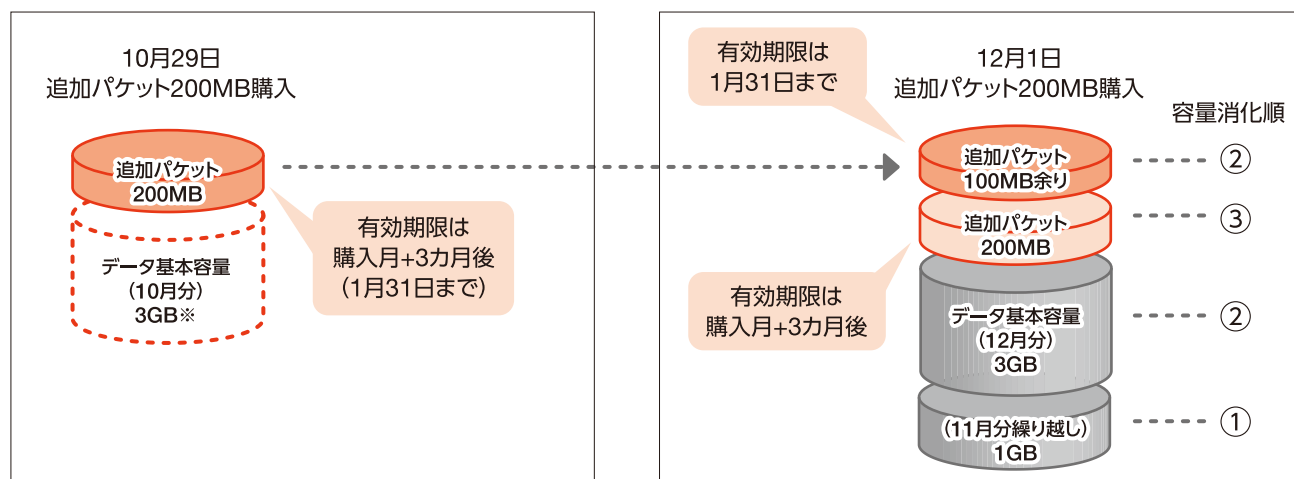 10月29日
追加パケット200MB購入
追加パケット
200MB
データ基本容量
(10月分)
3GB※
有効期限は
購入月+3カ月後
(1月31日まで)
有効期限は
1月31日まで
12月1日
追加パケット200MB購入
容量消化順
追加パケット
100MB余り
②
追加パケット
200MB
③
有効期限は
購入月+3カ月後
データ基本容量
(12月分)
3GB
②
(11月分繰り越し)
1GB
①